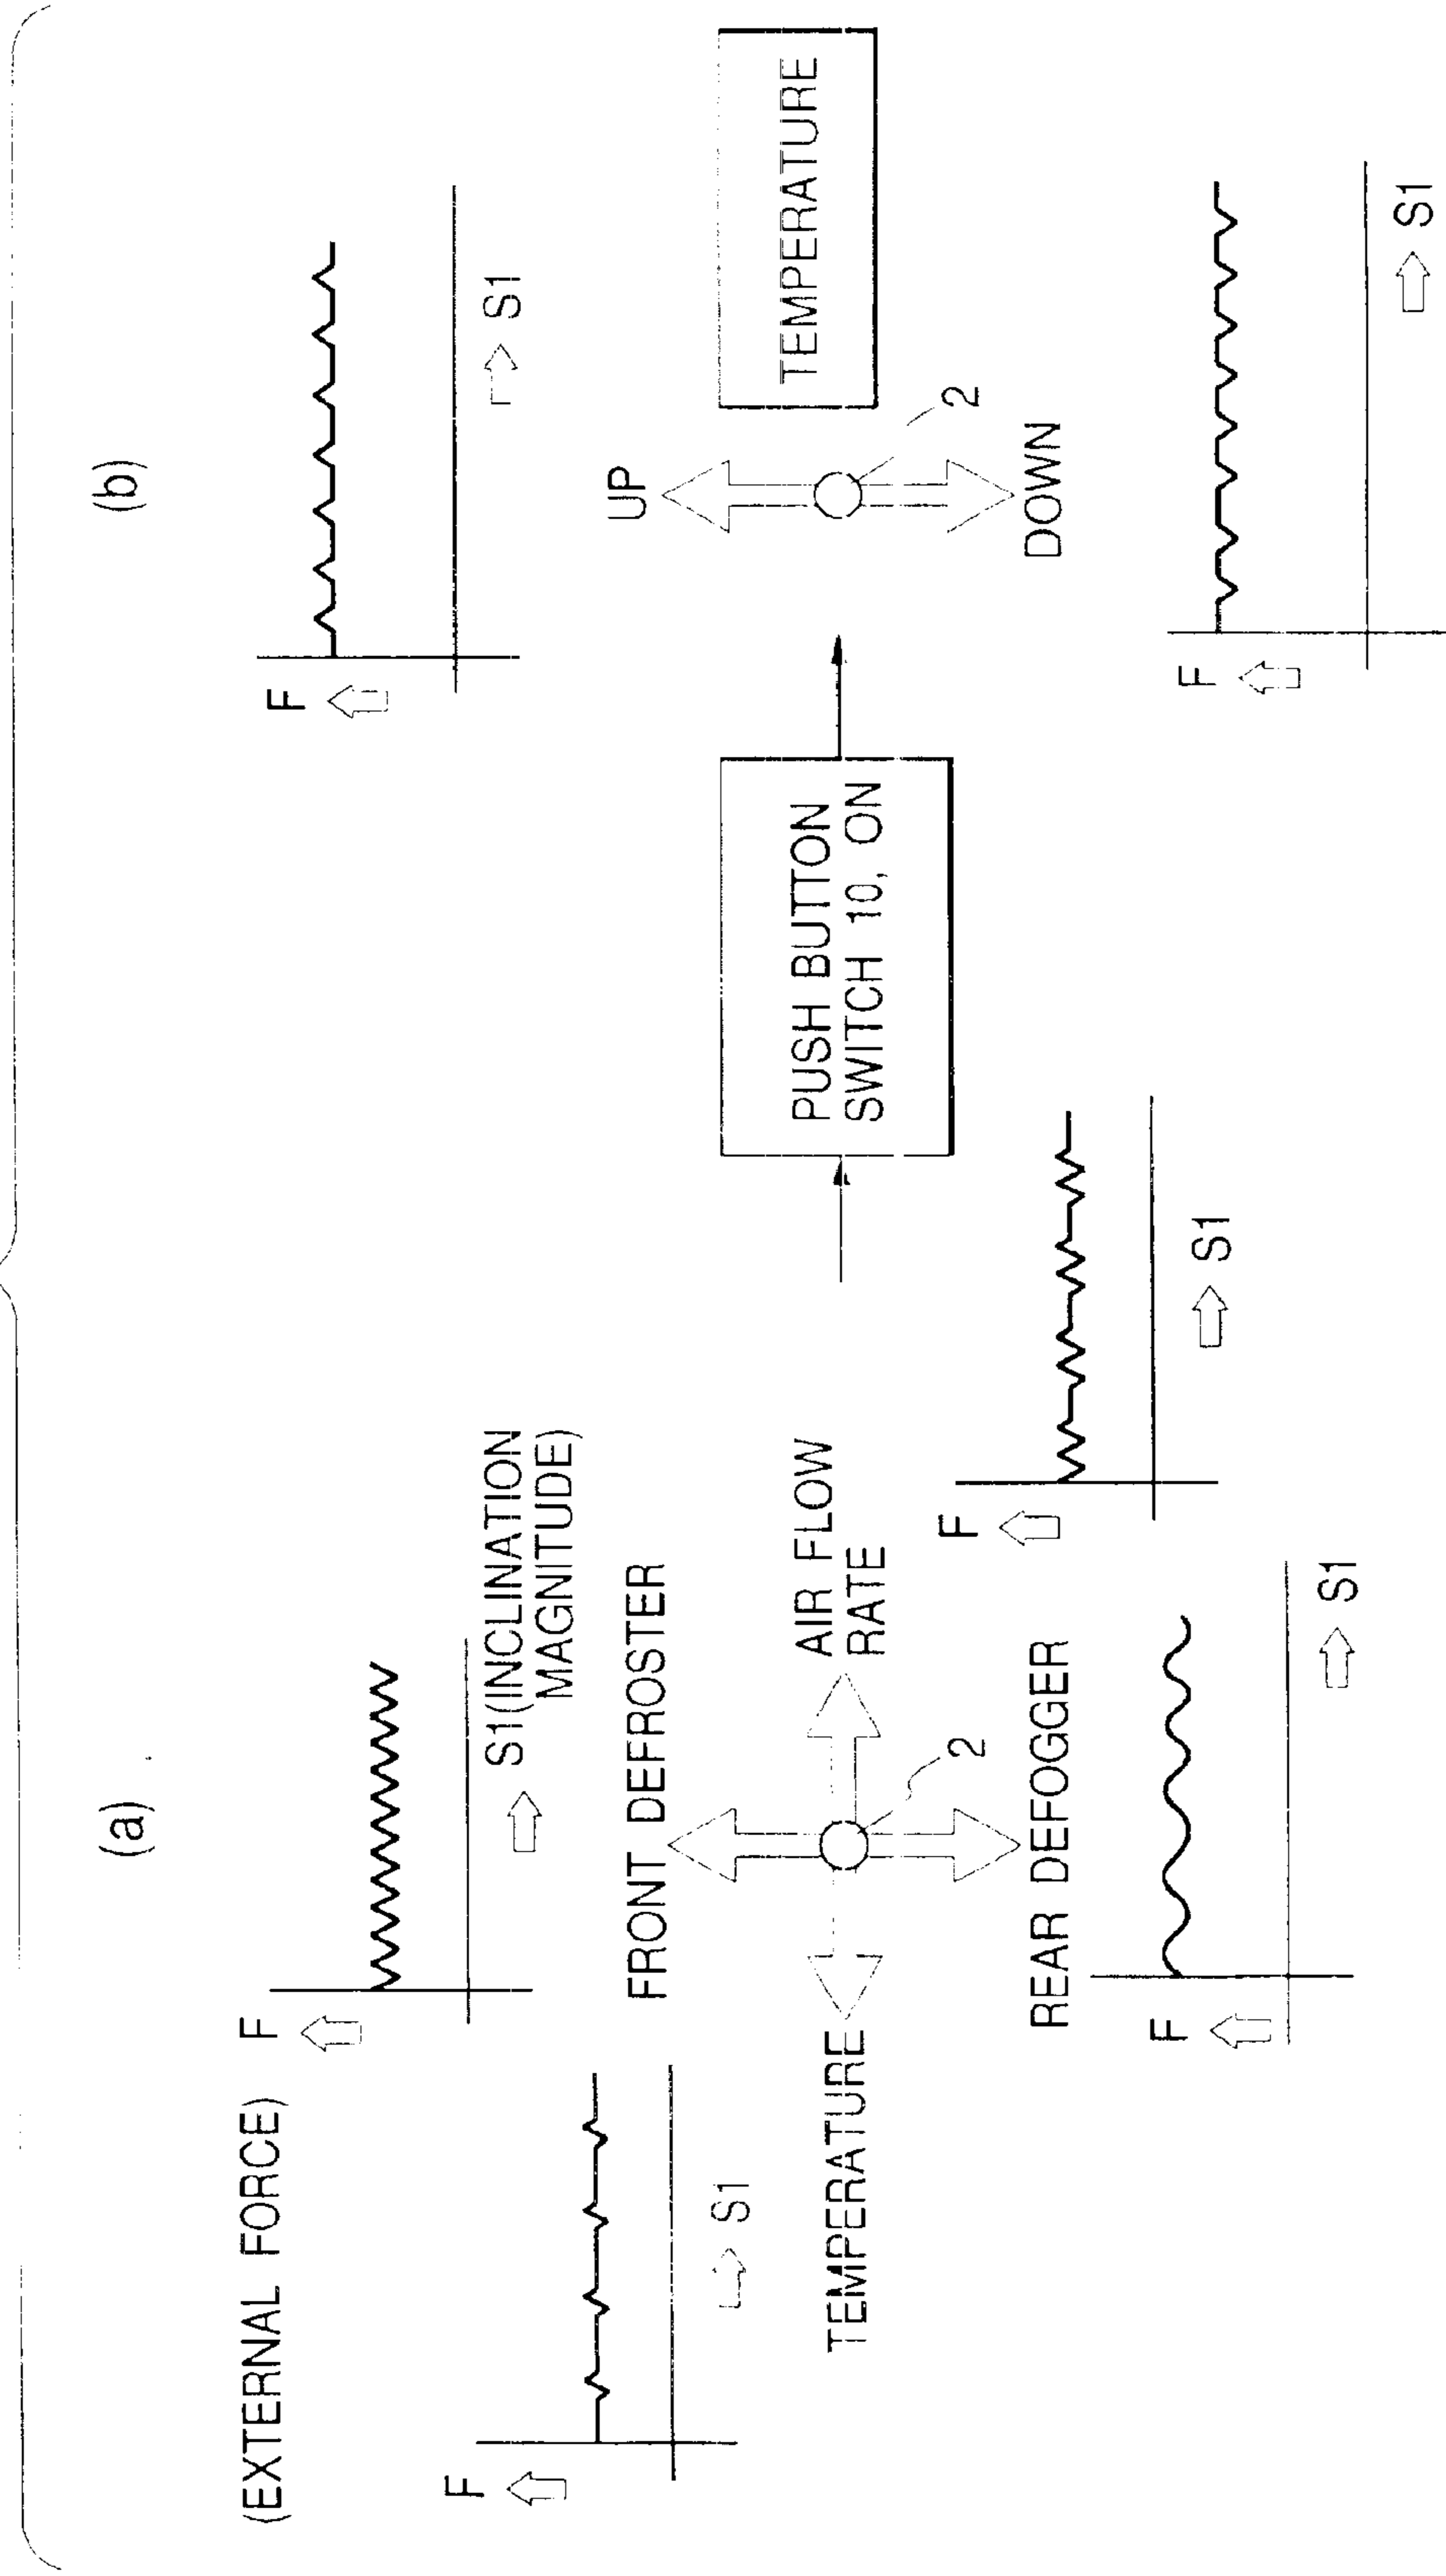 (a)
(EXTERNAL FORCE) F
S1(INCLINATION
MAGNITUDE)
F
S1
FRONT DEFROSTER
TEMPERATURE
AIR FLOW
RATE
2
REAR DEFOGGER
F
S1
F
S1
PUSH BUTTON
SWITCH 10, ON
(b)
F
S1
UP
TEMPERATURE
2
DOWN
F
S1